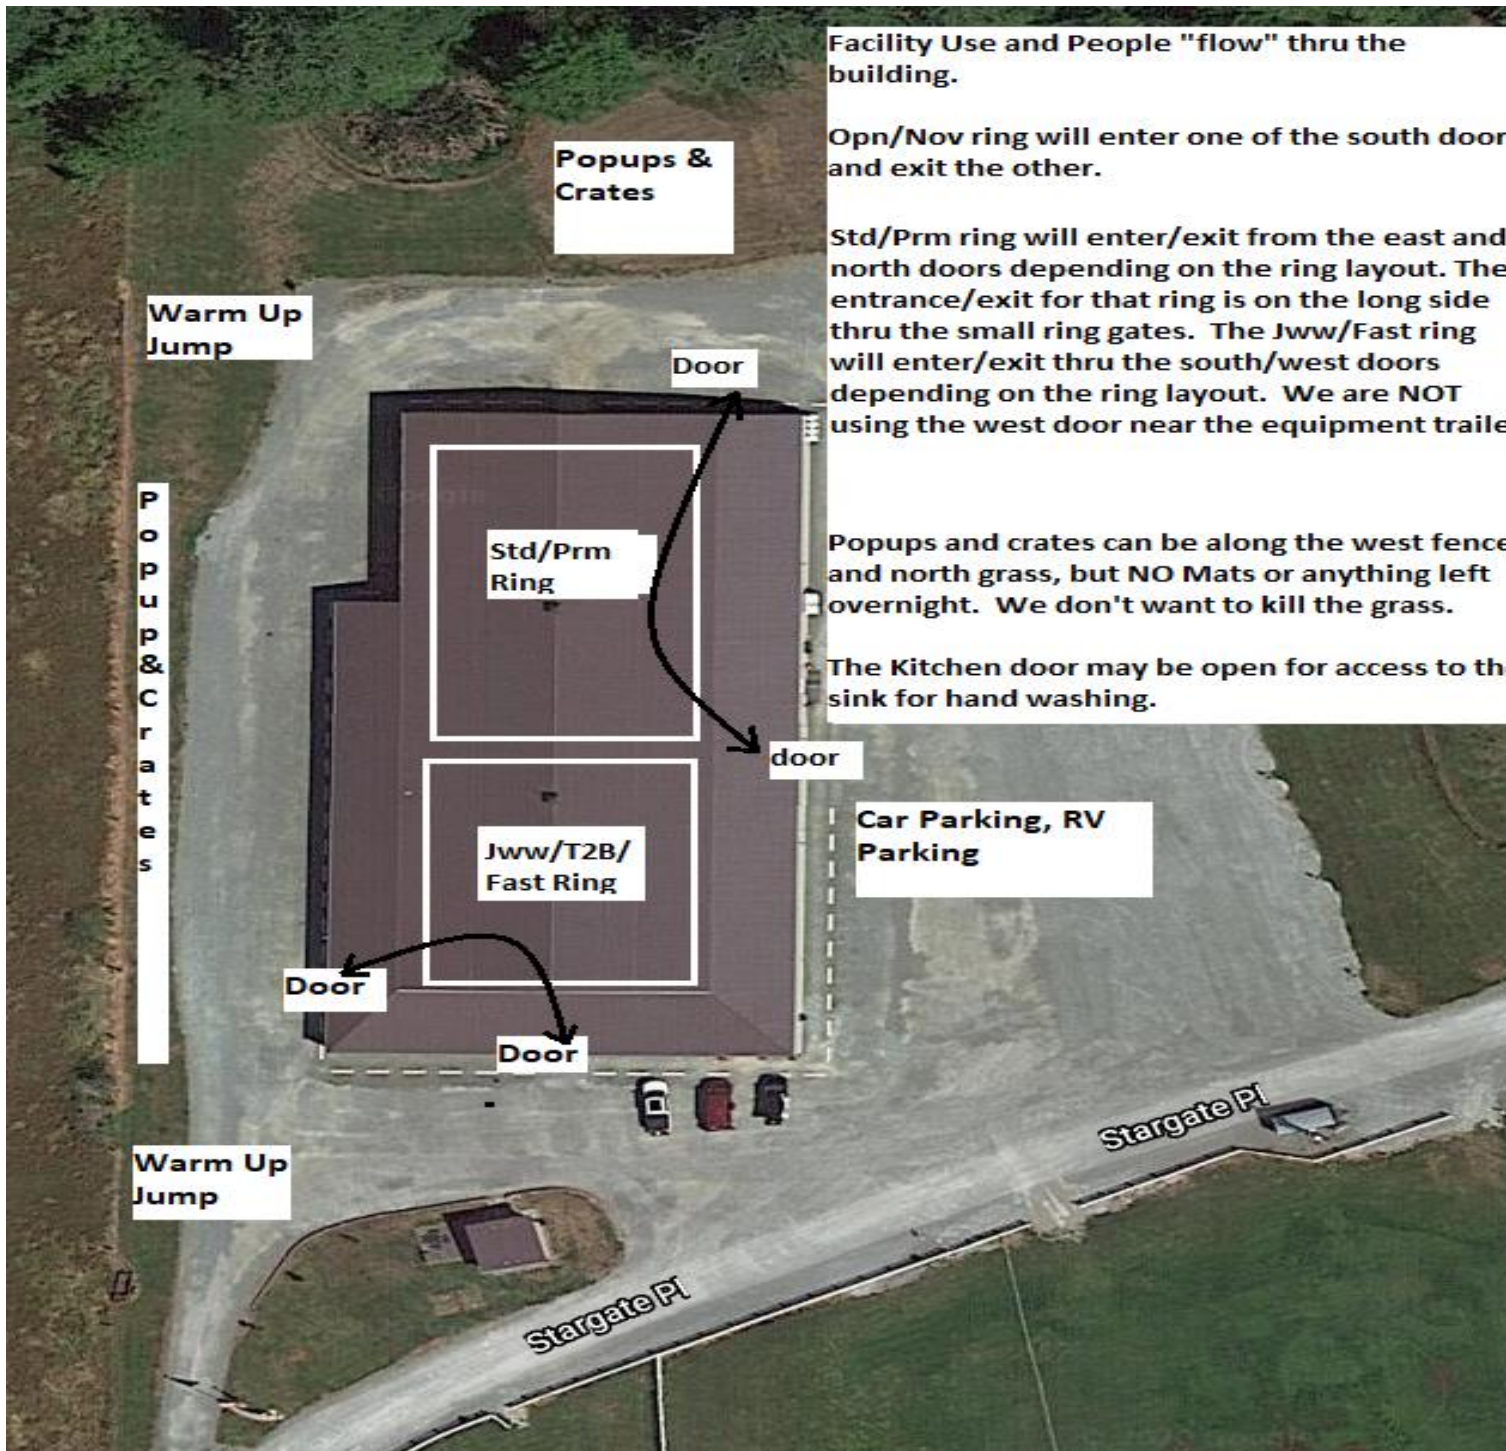 Facility Use and People "flow" thru the
building.
Opn/Nov ring will enter one of the south door
and exit the other.
Std/Prm ring will enter/exit from the east and
north doors depending on the ring layout. The
entrance/exit for that ring is on the long side
thru the small ring gates. The Jww/Fast ring
will enter/exit thru the south/west doors
depending on the ring layout. We are NOT
using the west door near the equipment traile
Popups and crates can be along the west fence
and north grass, but NO Mats or anything left
overnight. We don't want to kill the grass.
The Kitchen door may be open for access to th
sink for hand washing.
Popups &
Crates
Warm Up
Jump
Door
Popup&Crates
Std/Prm
Ring
door
Car Parking, RV
Parking
Jww/T2B/
Fast Ring
Door
Door
Warm Up
Jump
Stargate Pl
Stargate Pl